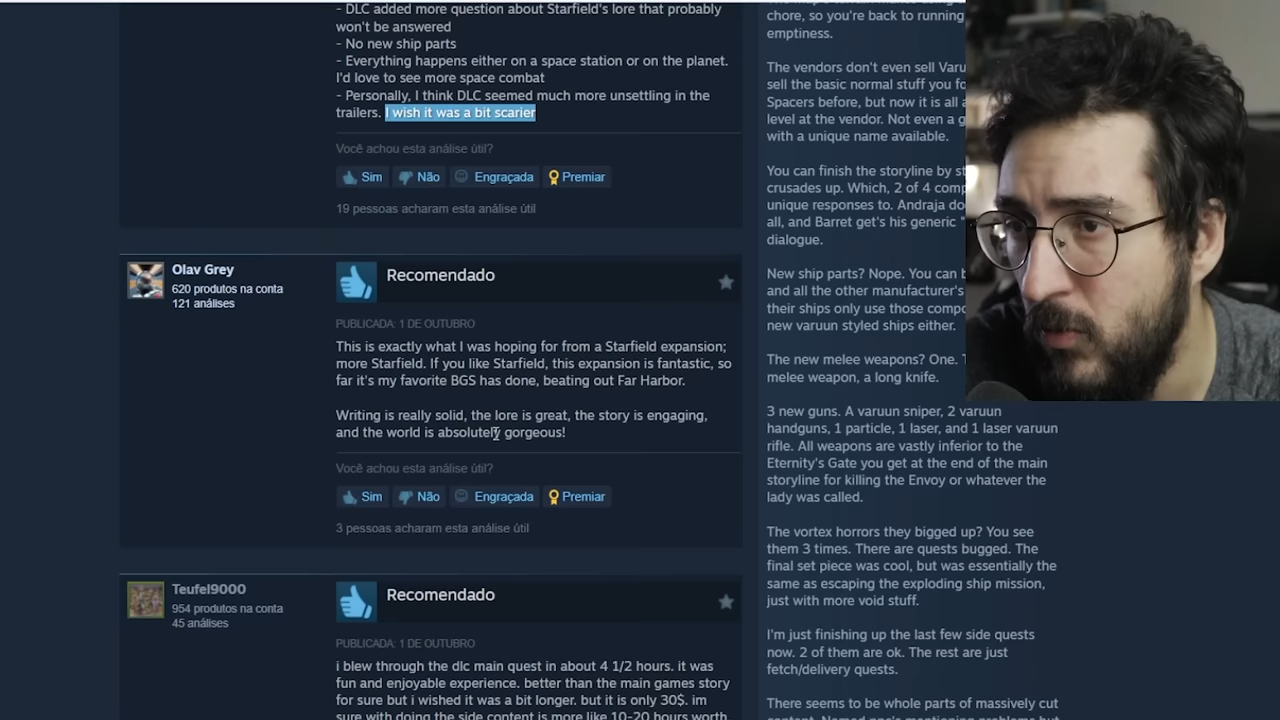 - DLC added more question about Starfield's lore that probably
won't be answered
- No new ship parts
- Everything happens either on a space station or on the planet.
I'd love to see more space combat
- Personally, I think DLC seemed much more unsettling in the
trailers. I wish it was a bit scarier
Você achou esta análise útil?
Sim
Não
Engraçada
Premiar
19 pessoas acharam esta análise útil
Olav Grey
620 produtos na conta
121 análises
Recomendado
PUBLICADA: 1 DE OUTUBRO
This is exactly what I was hoping for from a Starfield expansion;
more Starfield. If you like Starfield, this expansion is fantastic, so
far it's my favorite BGS has done, beating out Far Harbor.
Writing is really solid, the lore is great, the story is engaging,
and the world is absolutely gorgeous!
Você achou esta análise útil?
Sim
Não
Engraçada
Premiar
3 pessoas acharam esta análise útil
Teufel9000
954 produtos na conta
45 análises
Recomendado
PUBLICADA: 1 DE OUTUBRO
i blew through the dlc main quest in about 4 1/2 hours. it was
fun and enjoyable experience. better than the main games story
for sure but i wished it was a bit longer. but it is only 30$. im
sure with doing the side content is more like 10-20 hours worth
chore, so you're back to running
emptiness.
The vendors don't even sell Varu
sell the basic normal stuff you fo
Spacers before, but now it is all a
level at the vendor. Not even a g
with a unique name available.
You can finish the storyline by st
crusades up. Which, 2 of 4 comp
unique responses to. Andraja do
all, and Barret get's his generic "
dialogue.
New ship parts? Nope. You can b
and all the other manufacturer's
their ships only use those compo
new varuun styled ships either.
The new melee weapons? One. T
melee weapon, a long knife.
3 new guns. A varuun sniper, 2 varuun
handguns, 1 particle, 1 laser, and 1 laser varuun
rifle. All weapons are vastly inferior to the
Eternity's Gate you get at the end of the main
storyline for killing the Envoy or whatever the
lady was called.
The vortex horrors they bigged up? You see
them 3 times. There are quests bugged. The
final set piece was cool, but was essentially the
same as escaping the exploding ship mission,
just with more void stuff.
I'm just finishing up the last few side quests
now. 2 of them are ok. The rest are just
fetch/delivery quests.
There seems to be whole parts of massively cut